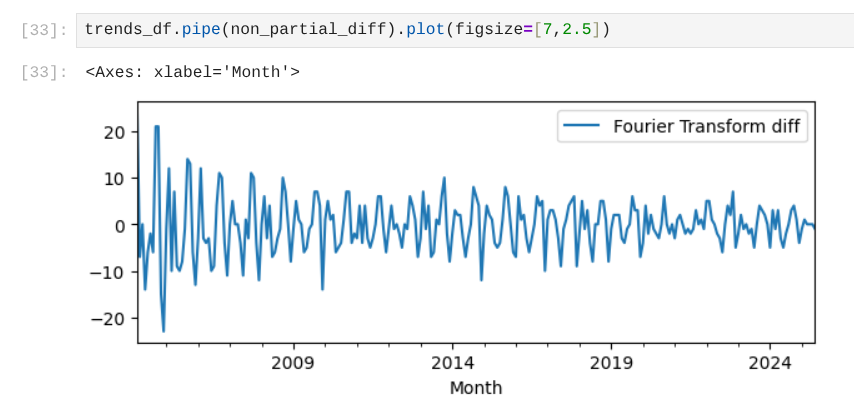 [33]: trends_df.pipe(non_partial_diff).plot(figsize=[7,2.5])
[33]: <Axes: xlabel='Month'>
Fourier Transform diff
20
10
0
−10
−20
2009 2014 2019 2024
Month